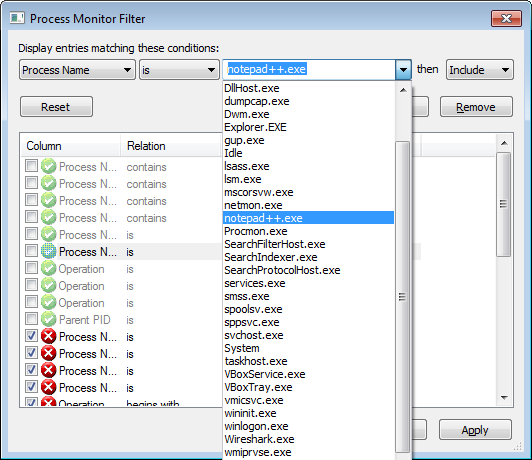 Process Monitor Filter
Display entries matching these conditions:
Process Name is notepad++.exe then Include
Reset Remove
Column Relation
Process N... contains
Process N... contains
Process N... contains
Process N... contains
Process N... is
Process N... is
Operation is
Operation is
Operation is
Parent PID is
Process N... is
Process N... is
Process N... is
Process N... is
Operation begins with
DllHost.exe
dumpcap.exe
Dwm.exe
Explorer.EXE
gup.exe
Idle
lsass.exe
lsm.exe
mscorsvw.exe
netmon.exe
notepad++.exe
Procmon.exe
SearchFilterHost.exe
SearchIndexer.exe
SearchProtocolHost.exe
services.exe
smss.exe
spoolsv.exe
sppsvc.exe
svchost.exe
System
taskhost.exe
VBoxService.exe
VBoxTray.exe
vmicsvc.exe
wininit.exe
winlogon.exe
Wireshark.exe
wmiprvse.exe
Apply